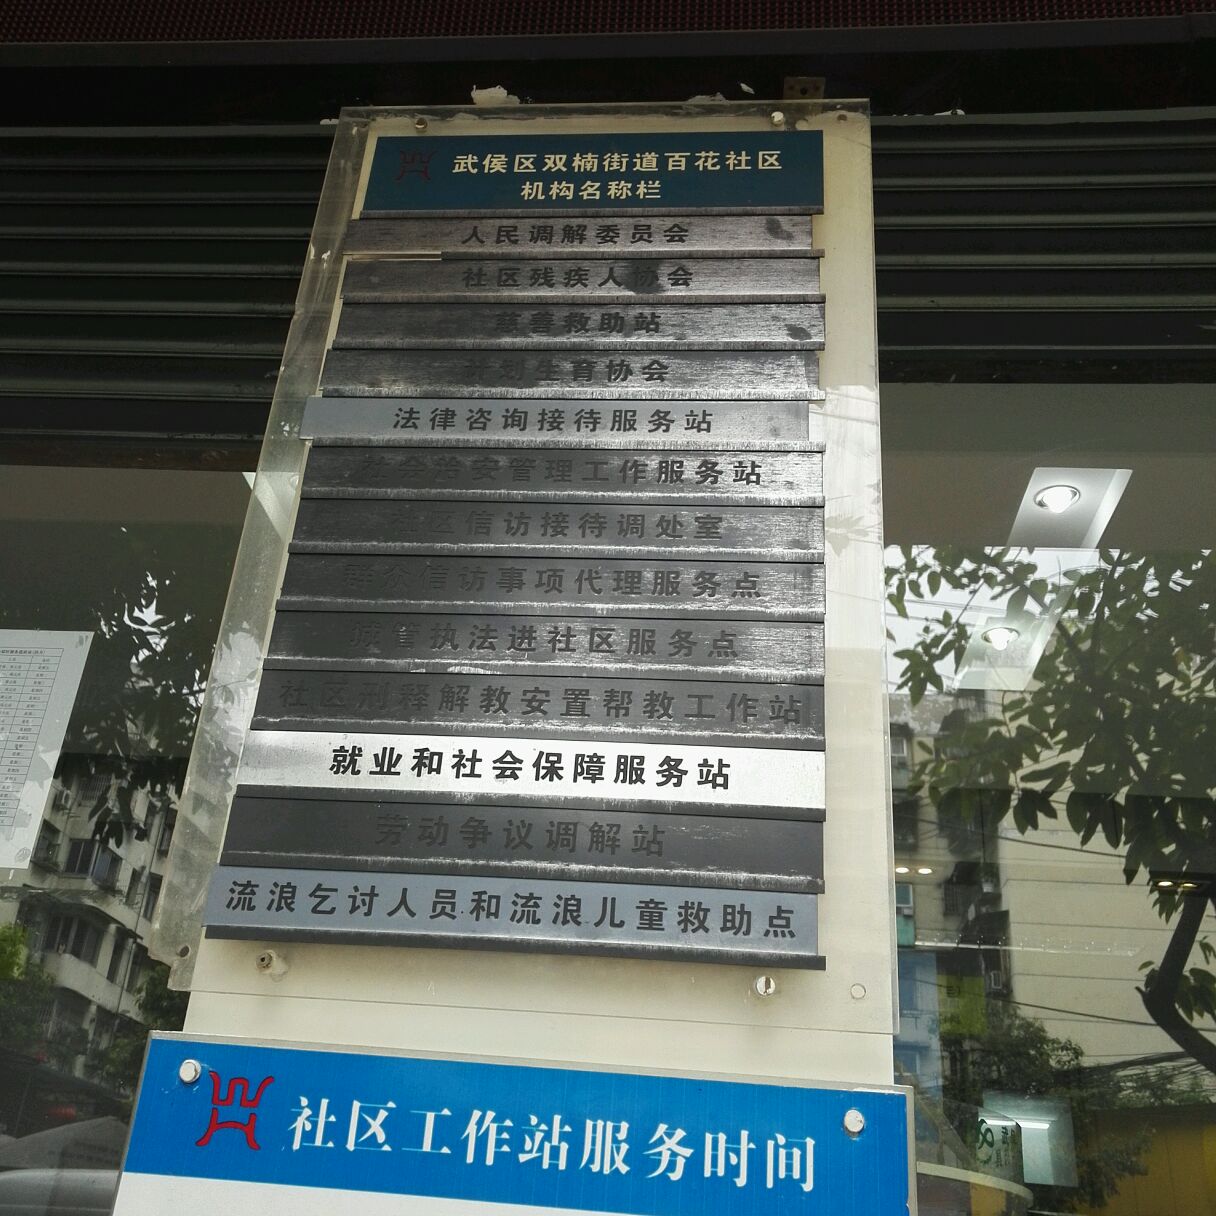 武侯区双楠街道百花社区
机构名称栏
人民调解委员会
社区残疾人协会
慈善救助站
计划生育协会
法律咨询接待服务站
社会治安管理工作服务站
社区信访接待调处室
群众信访事项代理服务点
城管执法进社区服务点
社区刑释解教安置帮教工作站
就业和社会保障服务站
劳动争议调解站
流浪乞讨人员和流浪儿童救助点
社区工作站服务时间